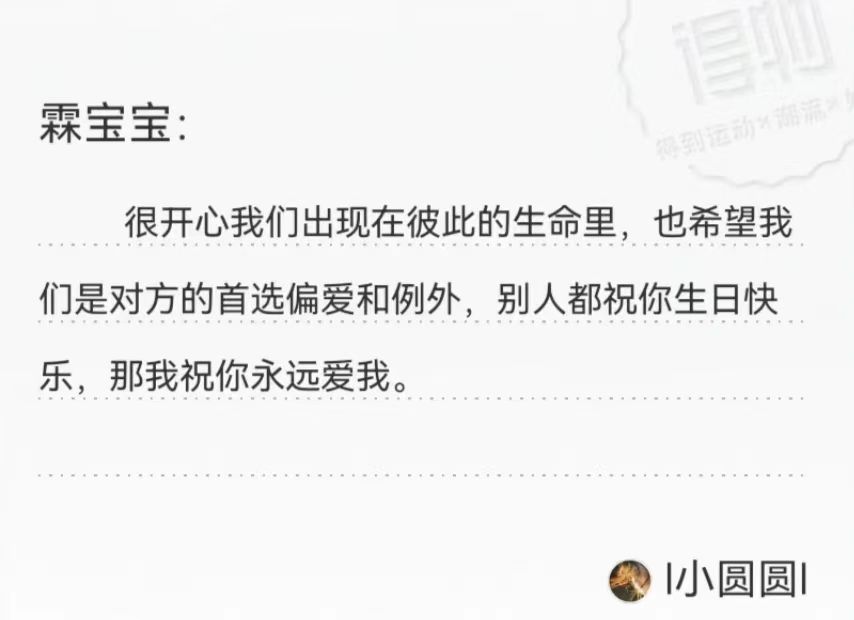 得物
得到运动×潮流×
霖宝宝：
很开心我们出现在彼此的生命里，也希望我
们是对方的首选偏爱和例外，别人都祝你生日快
乐，那我祝你永远爱我。
I小圆圆I